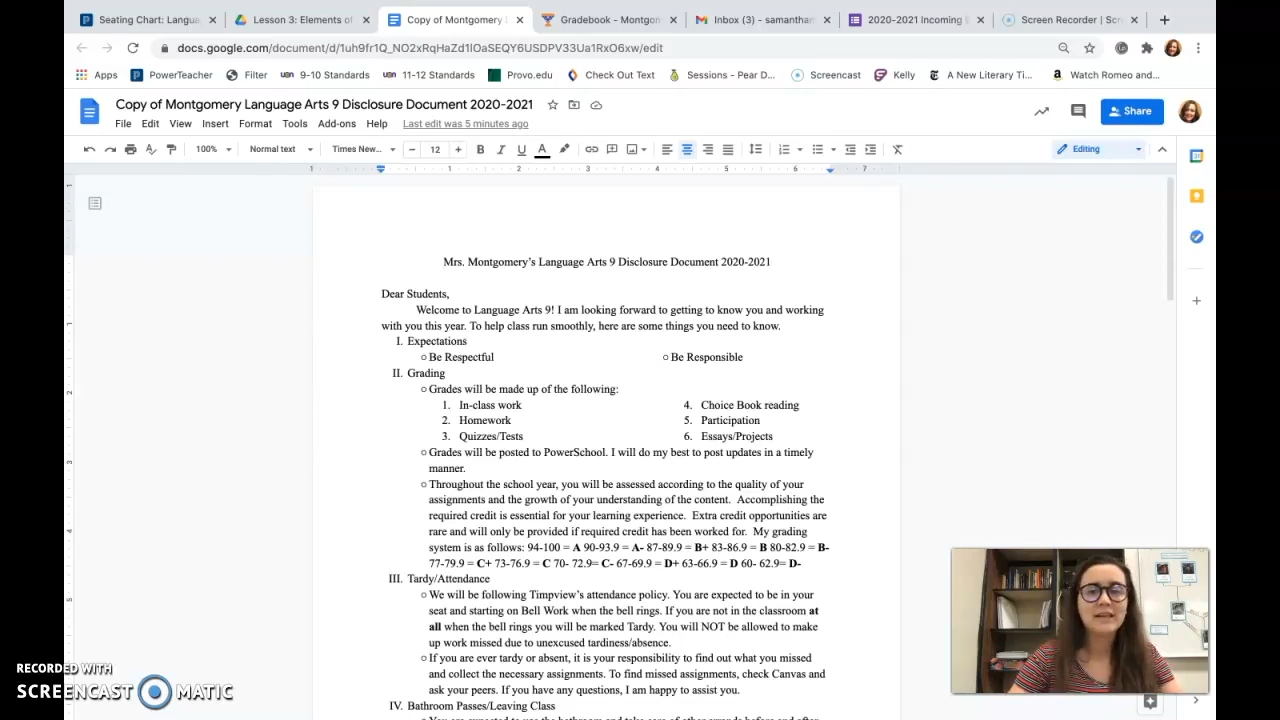 Seating Chart: Langua
Lesson 3: Elements of
Copy of Montgomery
Gradebook - Montgom
Inbox (3) - samantham
2020-2021 Incoming
Screen Recorder | Scr
docs.google.com/document/d/1uh9fr1Q_NO2xRqHaZd1lOaSEQY6USDPV33Ua1RxO6xw/edit
Apps
PowerTeacher
Filter
9-10 Standards
11-12 Standards
Provo.edu
Check Out Text
Sessions - Pear D...
Screencast
Kelly
A New Literary Ti...
Watch Romeo and...
Copy of Montgomery Language Arts 9 Disclosure Document 2020-2021
Share
File Edit View Insert Format Tools Add-ons Help Last edit was 5 minutes ago
100% Normal text Times New... − 12 + B I U A Editing
1 1 2 3 4 5 6 7
Mrs. Montgomery's Language Arts 9 Disclosure Document 2020-2021
Dear Students,
Welcome to Language Arts 9! I am looking forward to getting to know you and working
with you this year. To help class run smoothly, here are some things you need to know.
I. Expectations
○ Be Respectful ○ Be Responsible
II. Grading
○ Grades will be made up of the following:
1. In-class work 4. Choice Book reading
2. Homework 5. Participation
3. Quizzes/Tests 6. Essays/Projects
○ Grades will be posted to PowerSchool. I will do my best to post updates in a timely
manner.
○ Throughout the school year, you will be assessed according to the quality of your
assignments and the growth of your understanding of the content. Accomplishing the
required credit is essential for your learning experience. Extra credit opportunities are
rare and will only be provided if required credit has been worked for. My grading
system is as follows: 94-100 = A 90-93.9 = A- 87-89.9 = B+ 83-86.9 = B 80-82.9 = B-
77-79.9 = C+ 73-76.9 = C 70- 72.9= C- 67-69.9 = D+ 63-66.9 = D 60- 62.9= D-
III. Tardy/Attendance
○ We will be following Timpview's attendance policy. You are expected to be in your
seat and starting on Bell Work when the bell rings. If you are not in the classroom at
all when the bell rings you will be marked Tardy. You will NOT be allowed to make
up work missed due to unexcused tardiness/absence.
○ If you are ever tardy or absent, it is your responsibility to find out what you missed
and collect the necessary assignments. To find missed assignments, check Canvas and
ask your peers. If you have any questions, I am happy to assist you.
IV. Bathroom Passes/Leaving Class
RECORDED WITH
SCREENCAST MATIC